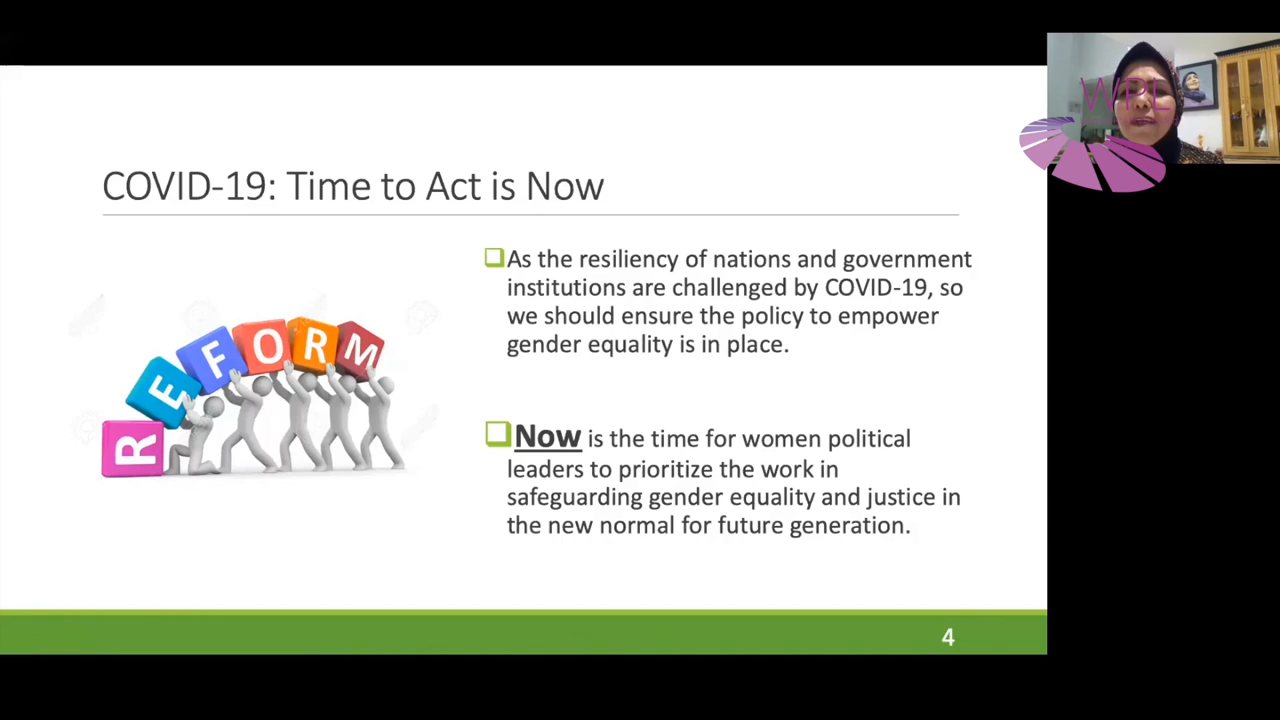 WPL
COVID-19: Time to Act is Now
REFORM
As the resiliency of nations and government
institutions are challenged by COVID-19, so
we should ensure the policy to empower
gender equality is in place.
Now is the time for women political
leaders to prioritize the work in
safeguarding gender equality and justice in
the new normal for future generation.
4